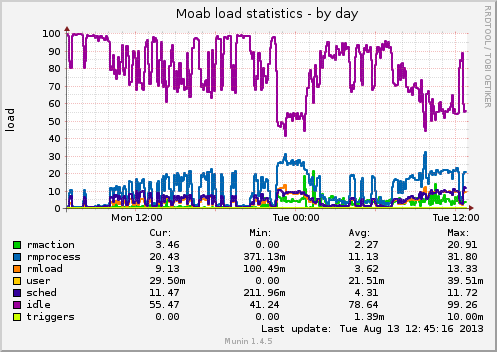 Moab load statistics - by day
RRDTOOL / TOBI OETIKER
load
100
90
80
70
60
50
40
30
20
10
0
Mon 12:00 Tue 00:00 Tue 12:00
Cur: Min: Avg: Max:
rmaction 3.46 0.00 2.27 20.91
rmprocess 20.43 371.13m 11.13 31.80
rmload 9.13 100.49m 3.62 13.33
user 29.50m 0.00 21.51m 39.51m
sched 11.47 211.96m 4.31 11.72
idle 55.47 41.24 78.64 99.26
triggers 0.00 0.00 1.39m 10.00m
Last update: Tue Aug 13 12:45:16 2013
Munin 1.4.5